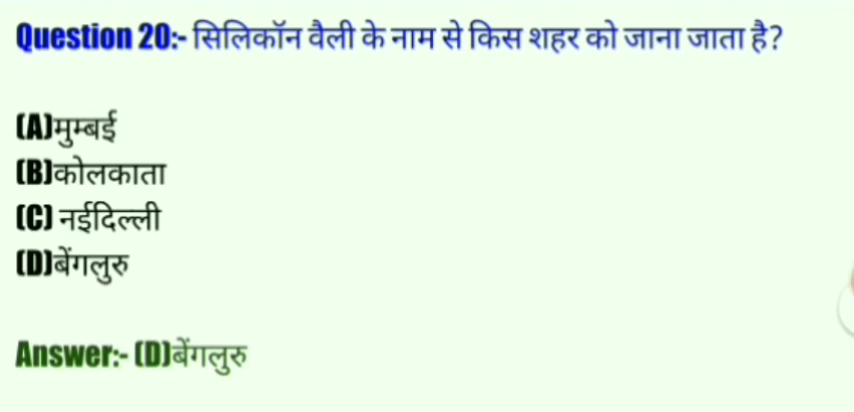 Question 20:- सिलिकॉन वैली के नाम से किस शहर को जाना जाता है?
(A)मुम्बई
(B)कोलकाता
(C) नईदिल्ली
(D)बेंगलुरु
Answer:- (D)बेंगलुरु